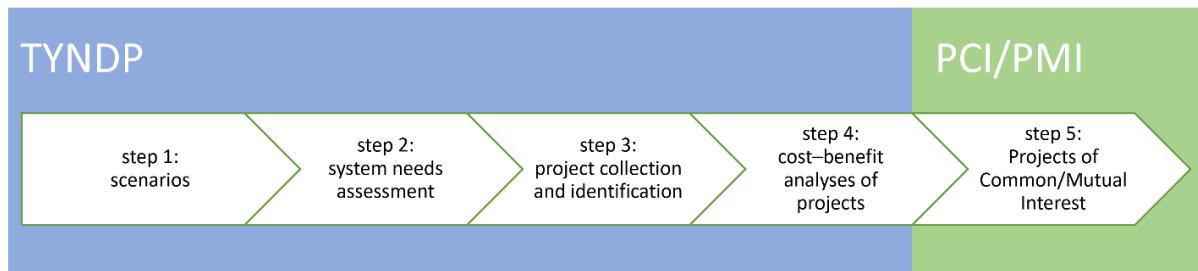 TYNDP
PCI/PMI
step 1:
scenarios
step 2:
system needs
assessment
step 3:
project collection
and identification
step 4:
cost–benefit
analyses of
projects
step 5:
Projects of
Common/Mutual
Interest